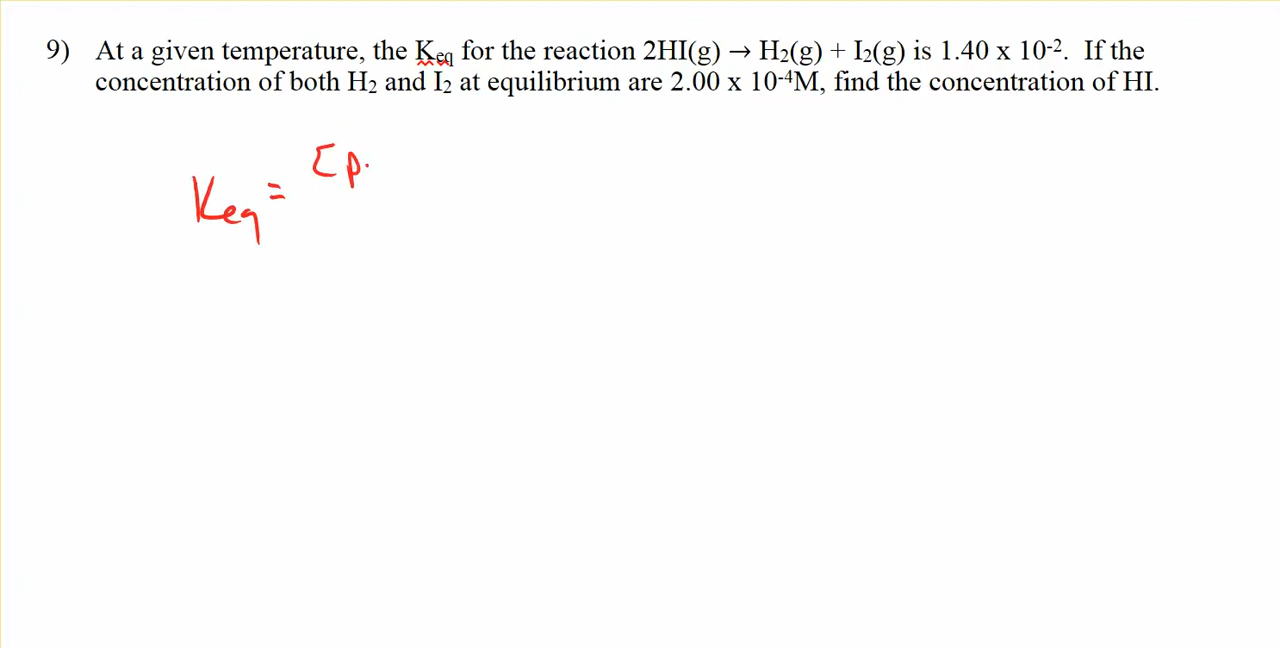 9) At a given temperature, the Keq for the reaction 2HI(g) → H2(g) + I2(g) is 1.40 x 10-2. If the
concentration of both H2 and I2 at equilibrium are 2.00 x 10-4M, find the concentration of HI.
Keq = [p